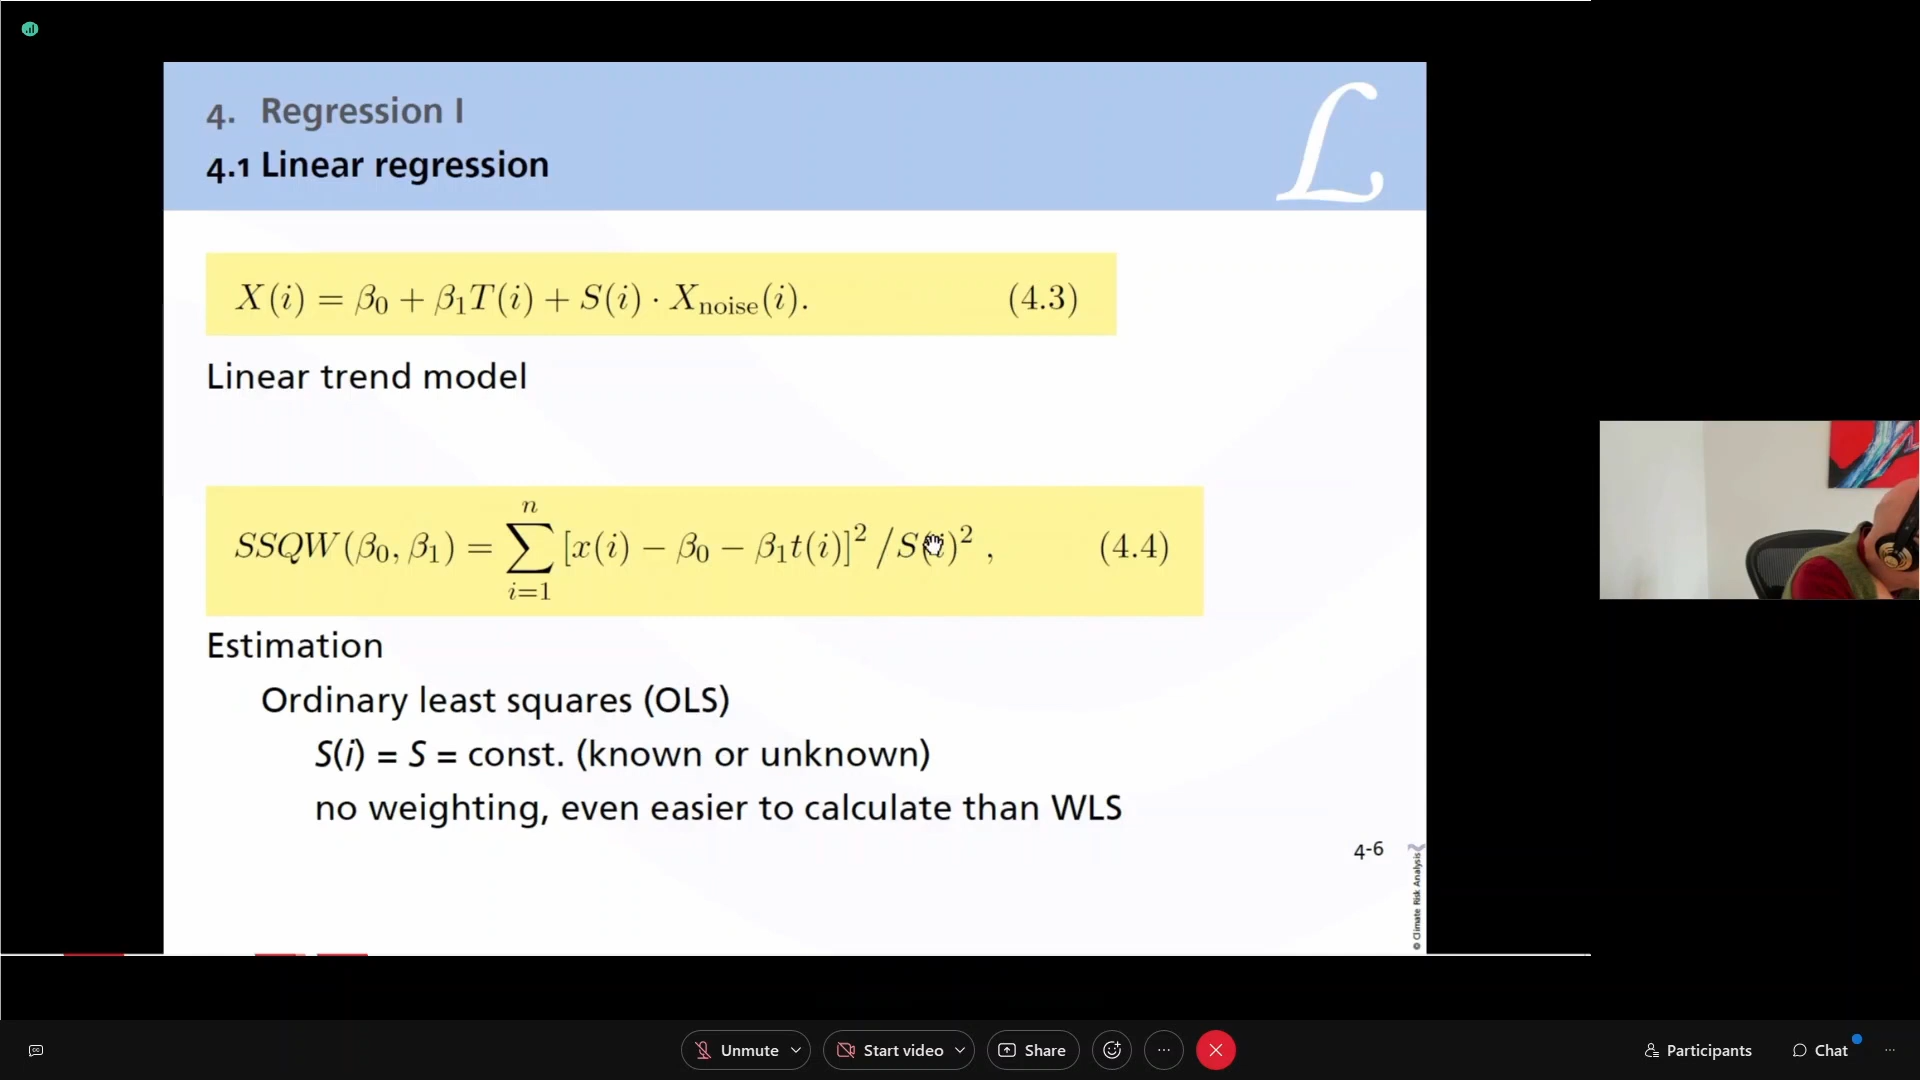 4. Regression I
4.1 Linear regression
L
X(i) = β₀ + β₁T(i) + S(i) · Xₙₒᵢₛₑ(i). (4.3)
Linear trend model
SSQW(β₀, β₁) = ∑ᵢ₌₁ⁿ [x(i) − β₀ − β₁t(i)]² /S(i)² , (4.4)
Estimation
Ordinary least squares (OLS)
S(i) = S = const. (known or unknown)
no weighting, even easier to calculate than WLS
4-6
© Climate Risk Analysis
Unmute
Start video
Share
Participants
Chat